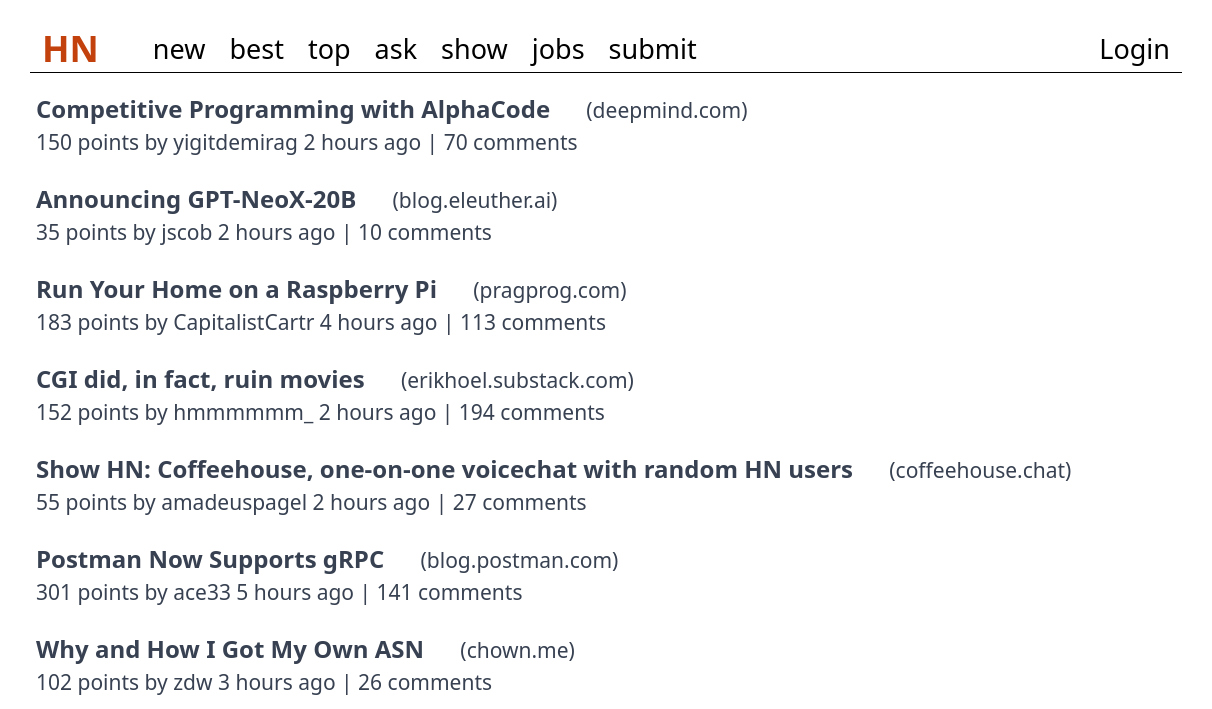 HN new best top ask show jobs submit Login
Competitive Programming with AlphaCode (deepmind.com)
150 points by yigitdemirag 2 hours ago | 70 comments
Announcing GPT-NeoX-20B (blog.eleuther.ai)
35 points by jscob 2 hours ago | 10 comments
Run Your Home on a Raspberry Pi (pragprog.com)
183 points by CapitalistCartr 4 hours ago | 113 comments
CGI did, in fact, ruin movies (erikhoel.substack.com)
152 points by hmmmmmm_ 2 hours ago | 194 comments
Show HN: Coffeehouse, one-on-one voicechat with random HN users (coffeehouse.chat)
55 points by amadeuspagel 2 hours ago | 27 comments
Postman Now Supports gRPC (blog.postman.com)
301 points by ace33 5 hours ago | 141 comments
Why and How I Got My Own ASN (chown.me)
102 points by zdw 3 hours ago | 26 comments